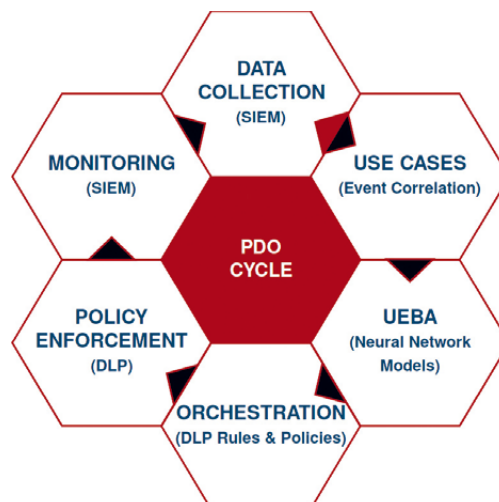 DATA
COLLECTION
(SIEM)
USE CASES
(Event Correlation)
UEBA
(Neural Network
Models)
ORCHESTRATION
(DLP Rules & Policies)
POLICY
ENFORCEMENT
(DLP)
MONITORING
(SIEM)
PDO
CYCLE